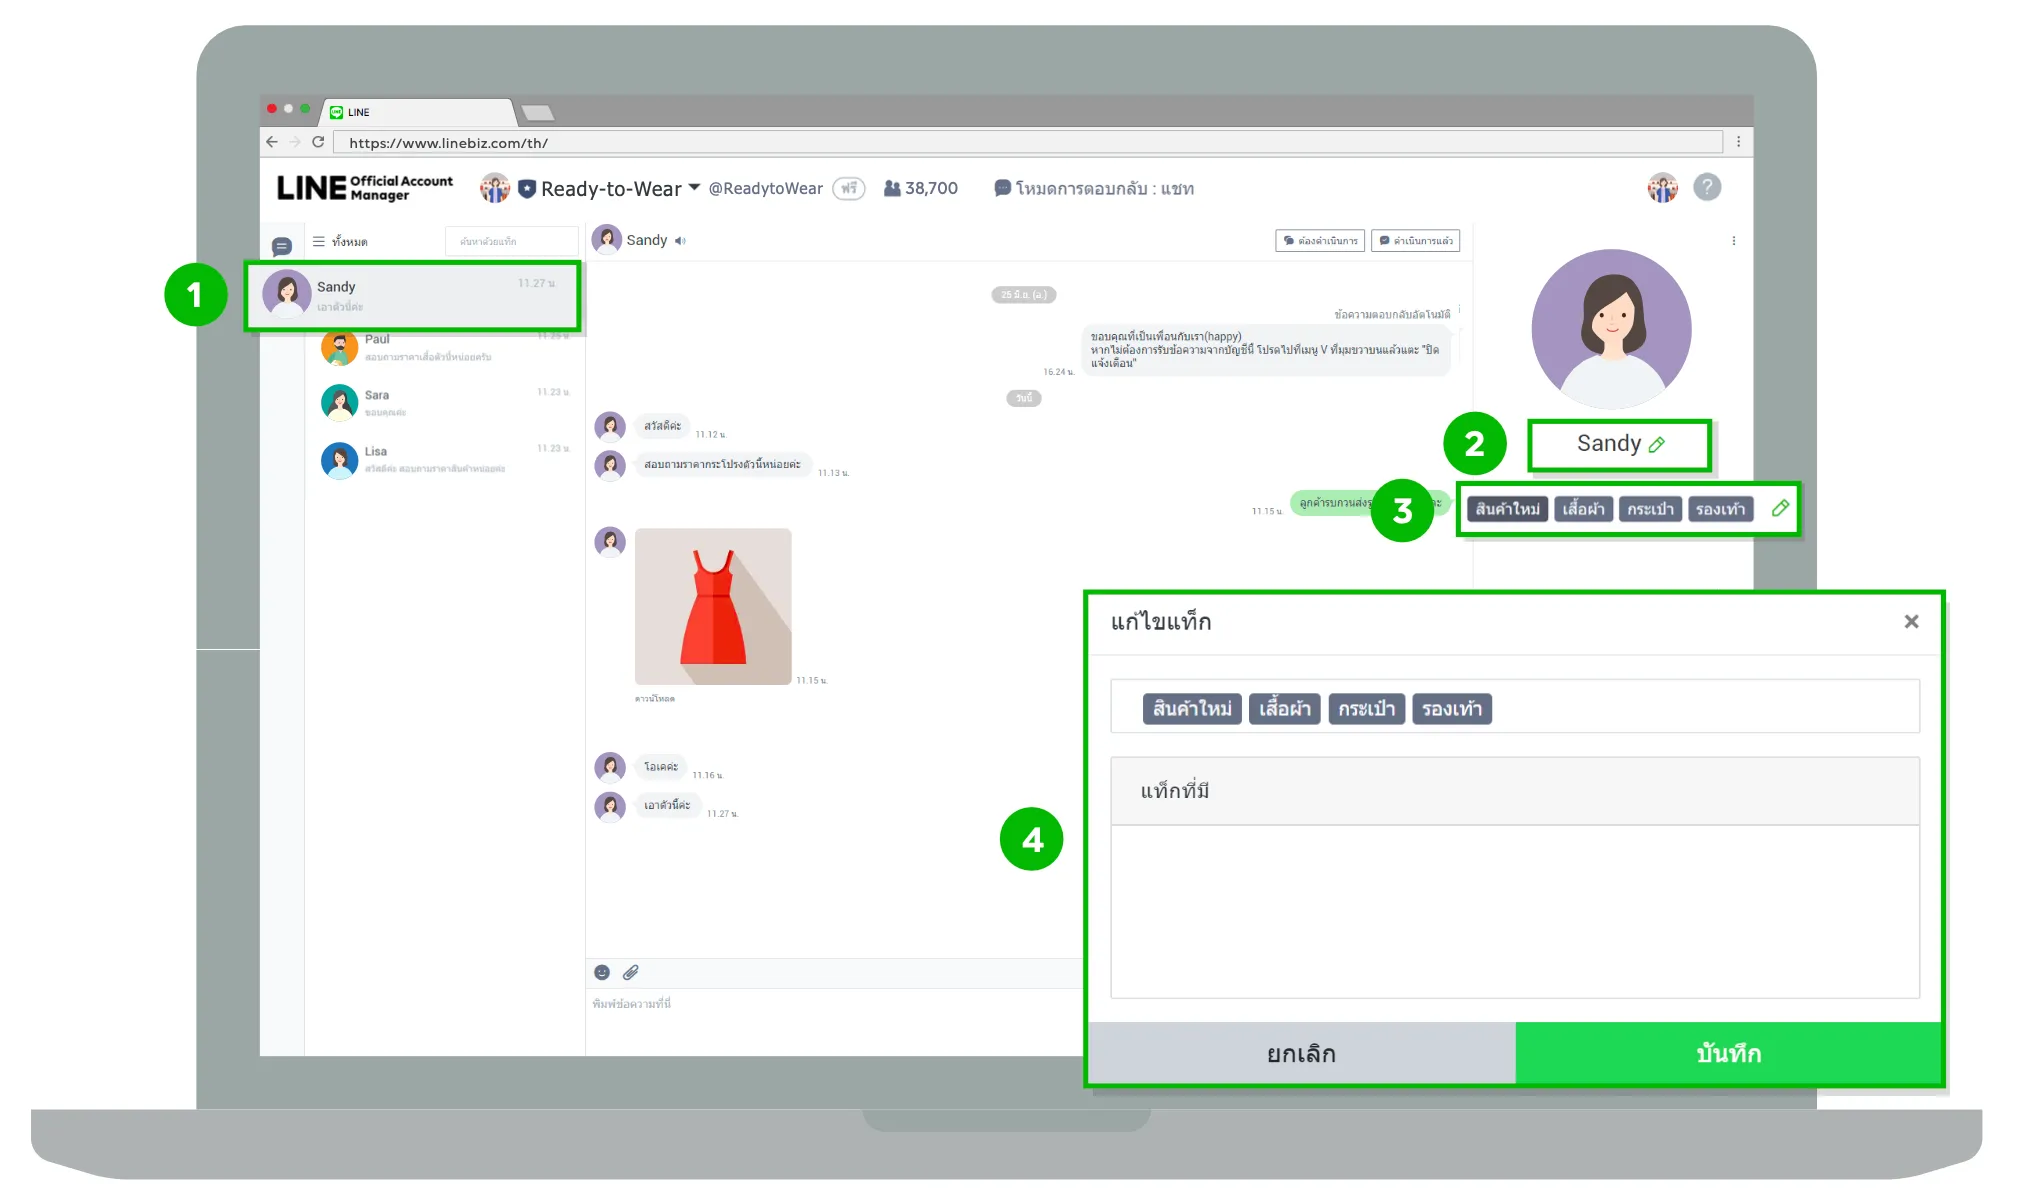 LINE
https://www.linebiz.com/th/
LINE Official Account Manager
Ready-to-Wear @ReadytoWear ฟรี 38,700 โหมดการตอบกลับ : แชท
ทั้งหมด ค้นหาด้วยแท็ก
1
Sandy 11.27 น.
เอาตัวนี้ค่ะ
Paul 11.25 น.
สอบถามราคาเสื้อตัวนี้หน่อยครับ
Sara 11.23 น.
ขอบคุณค่ะ
Lisa 11.23 น.
สวัสดีค่ะ สอบถามราคาสินค้าหน่อยค่ะ
Sandy ต้องดำเนินการ ดำเนินการแล้ว
25 มิ.ย. (อ.)
ข้อความตอบกลับอัตโนมัติ
ขอบคุณที่เป็นเพื่อนกับเรา(happy)
หากไม่ต้องการรับข้อความจากบัญชีนี้ โปรดไปที่เมนู V ที่มุมขวาบนแล้วแตะ "ปิด
แจ้งเตือน"
16.24 น.
วันนี้
สวัสดีค่ะ 11.12 น.
สอบถามราคากระโปรงตัวนี้หน่อยค่ะ 11.13 น.
11.15 น. ลูกค้ารบกวนส่งรู
11.15 น.
ดาวน์โหลด
โอเคค่ะ 11.16 น.
เอาตัวนี้ค่ะ 11.27 น.
พิมพ์ข้อความที่นี่
2
Sandy
3
สินค้าใหม่ เสื้อผ้า กระเป๋า รองเท้า
4
แก้ไขแท็ก ×
สินค้าใหม่ เสื้อผ้า กระเป๋า รองเท้า
แท็กที่มี
ยกเลิก บันทึก